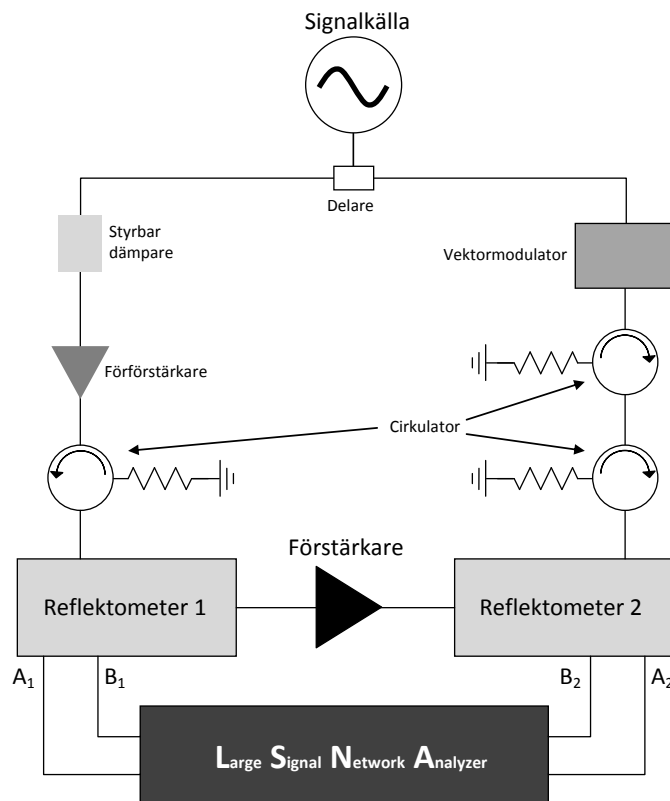 Signalkälla
Delare
Styrbar
dämpare
Vektormodulator
Förförstärkare
Cirkulator
Förstärkare
Reflektometer 1
Reflektometer 2
A₁
B₁
B₂
A₂
Large Signal Network Analyzer